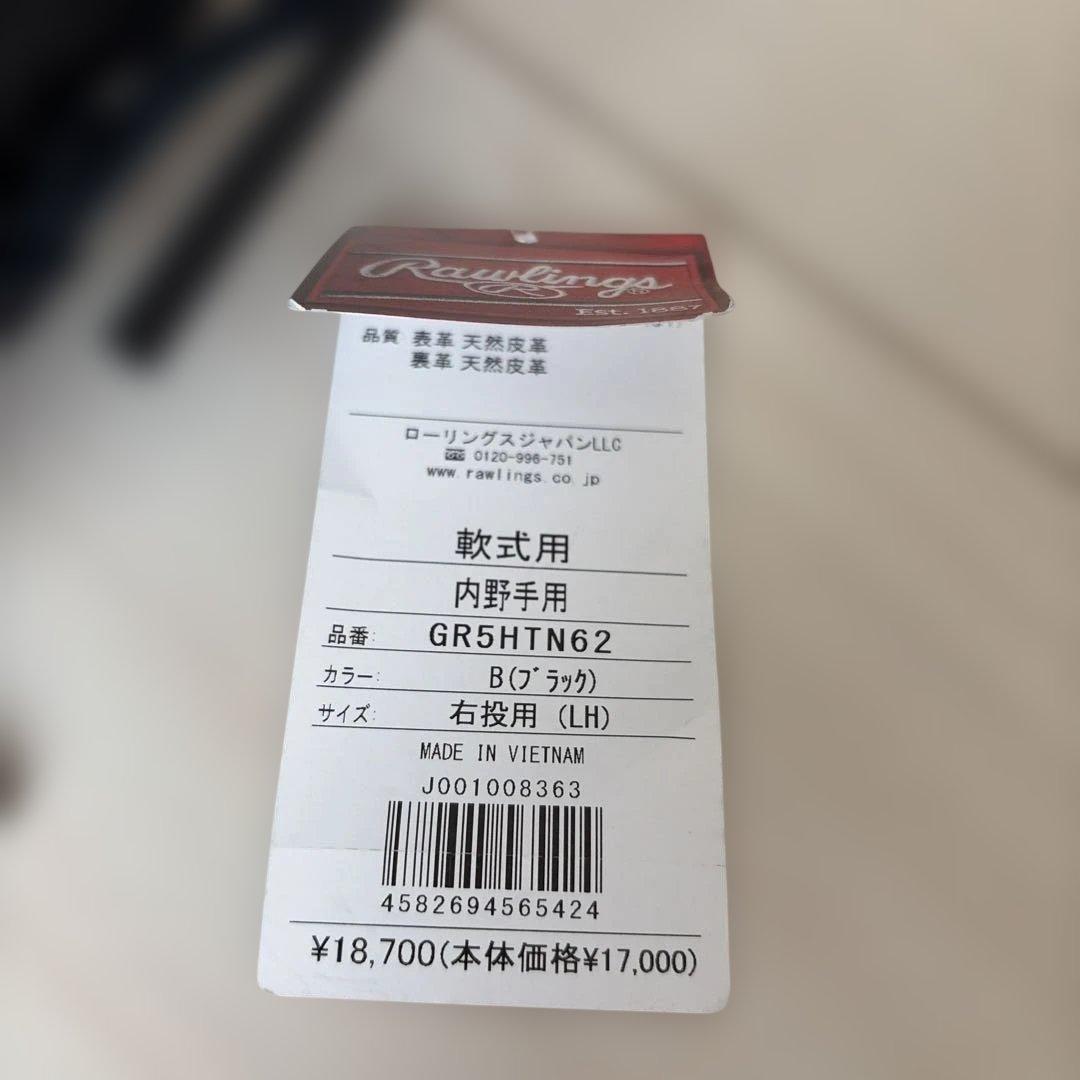 Rawlings
R
Est. 1887
品質 表革 天然皮革
裏革 天然皮革
ローリングスジャパンLLC
0120-996-751
www.rawlings.co.jp
軟式用
内野手用
品番: GR5HTN62
カラー: B(ブラック)
サイズ: 右投用 (LH)
MADE IN VIETNAM
J001008363
4582694565424
¥18,700(本体価格¥17,000)